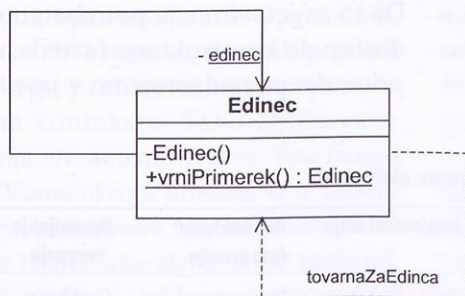 - edinec
Edinec
-Edinec()
+vrniPrimerek() : Edinec
tovarnaZaEdinca